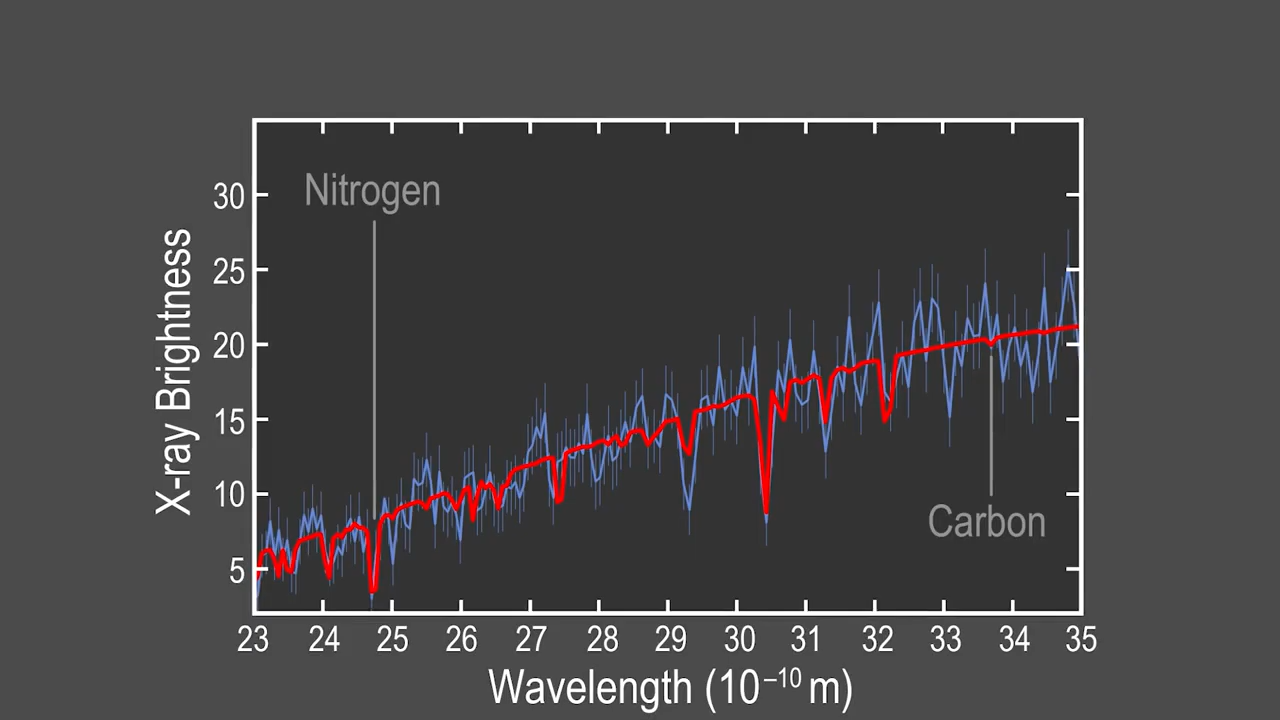 Nitrogen
30
25
20
15
10
5
X-ray Brightness
Carbon
23 24 25 26 27 28 29 30 31 32 33 34 35
Wavelength (10⁻¹⁰ m)